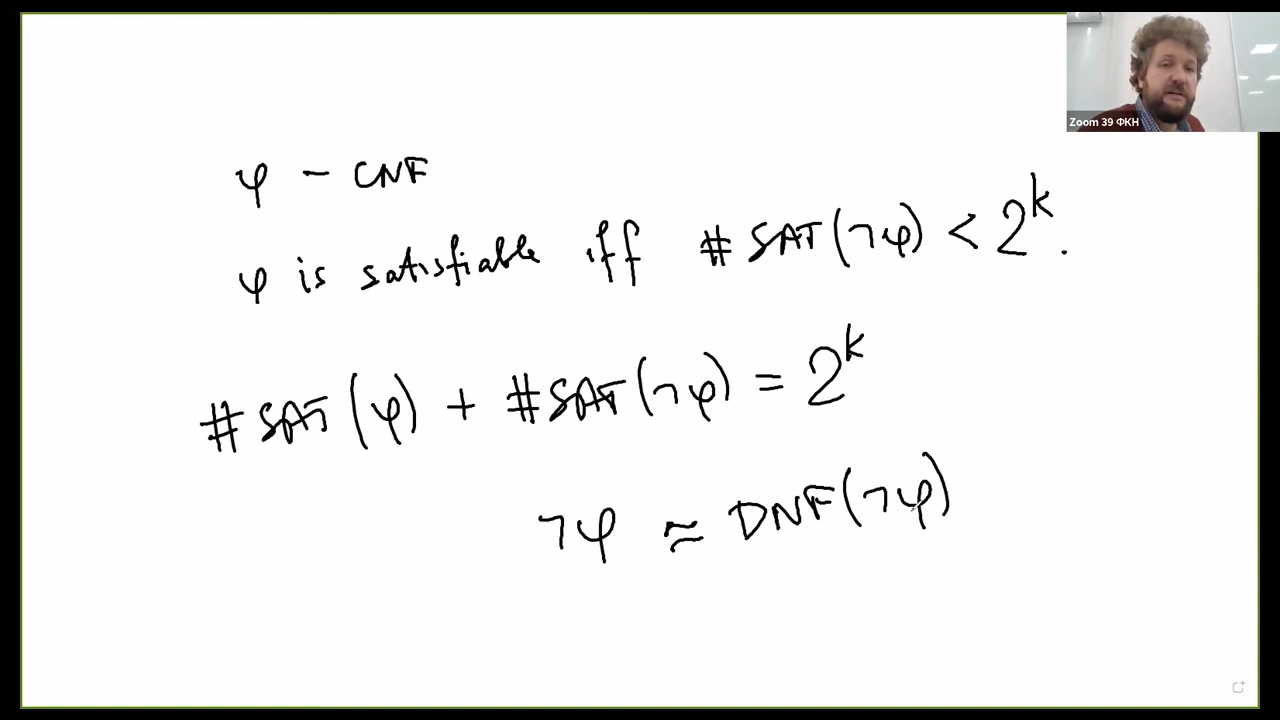 φ - CNF
φ is satisfiable iff #SAT(¬φ) < 2^k.
#SAT(φ) + #SAT(¬φ) = 2^k
¬φ ≈ DNF(¬φ)
Zoom 39 ФКН